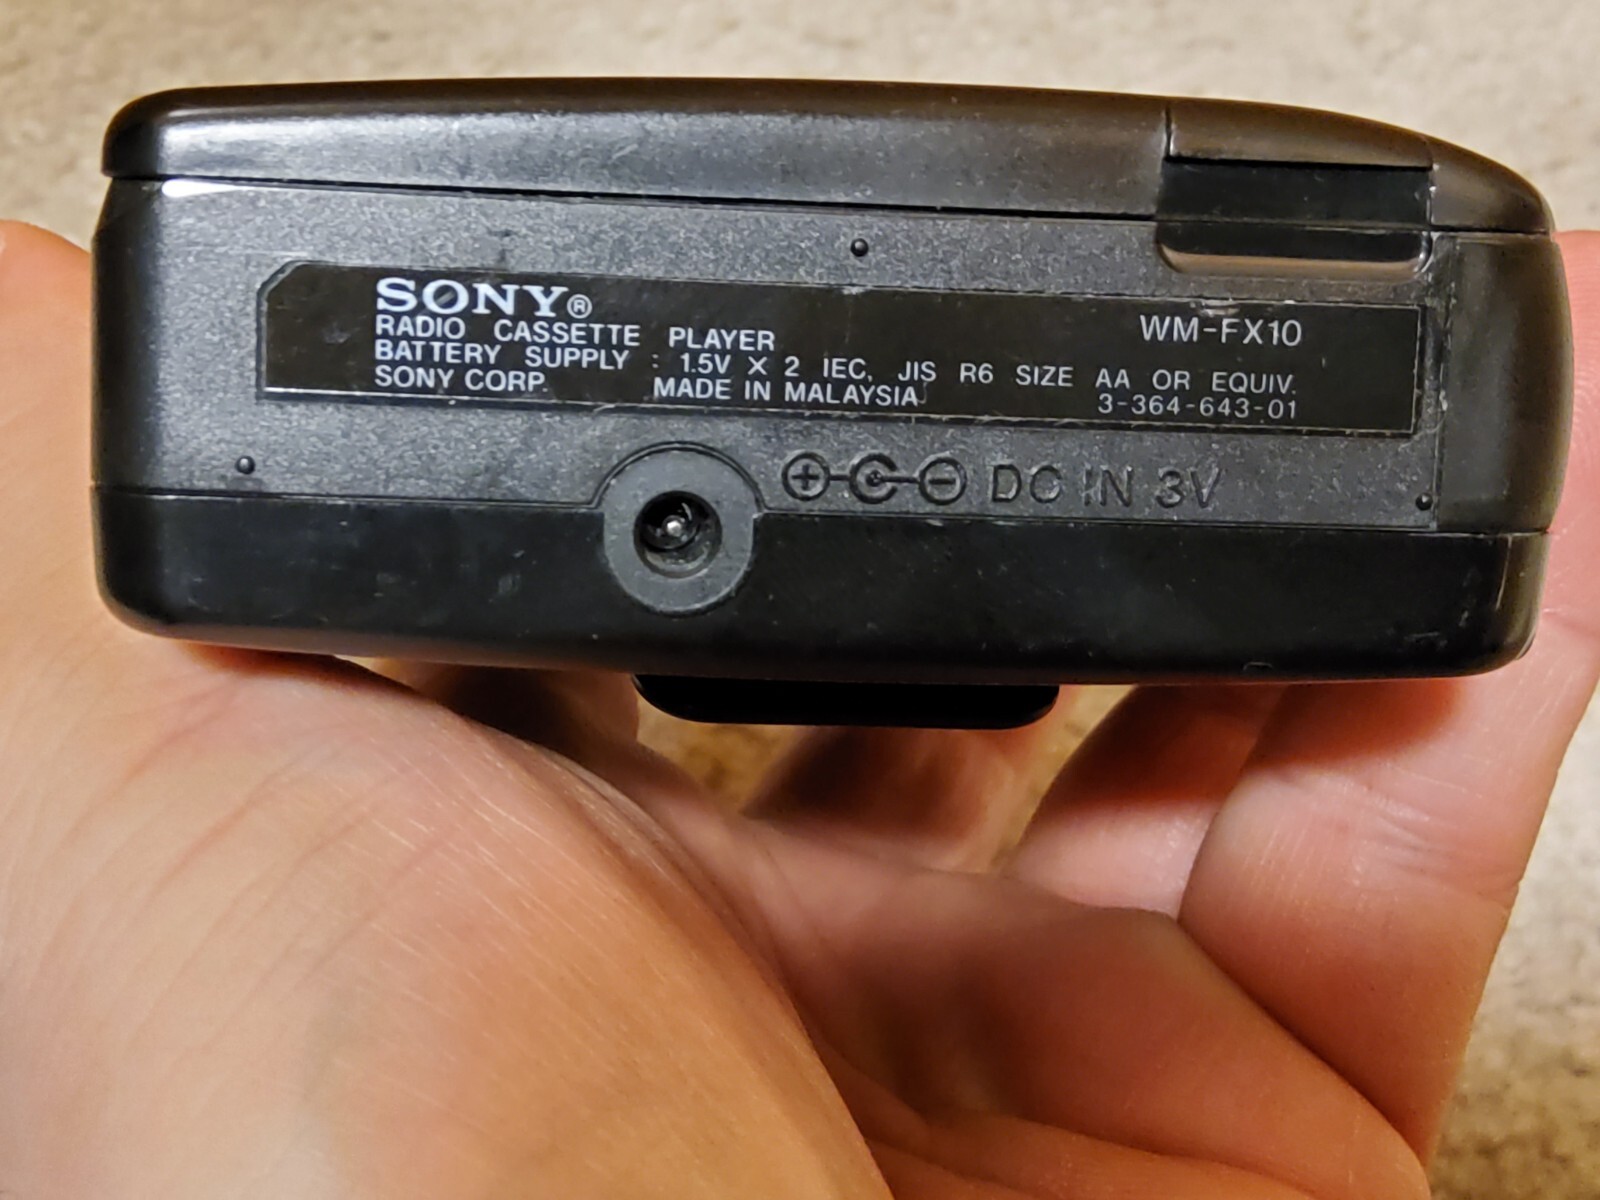 SONY®
RADIO CASSETTE PLAYER WM-FX10
BATTERY SUPPLY : 1.5V X 2 IEC, JIS R6 SIZE AA OR EQUIV.
SONY CORP. MADE IN MALAYSIA 3-364-643-01
DC IN 3V